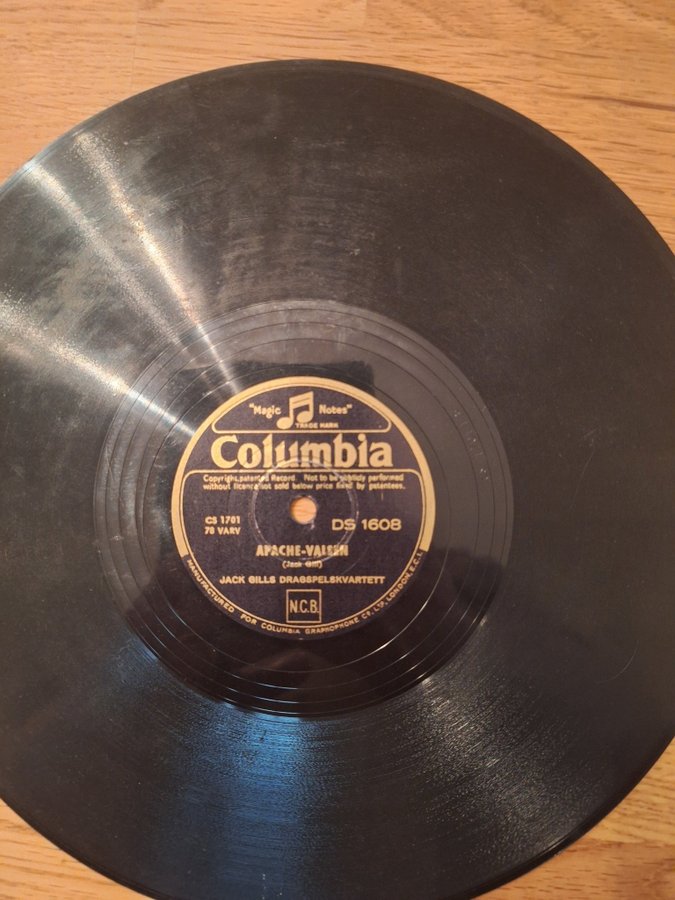 "Magic Notes"
TRADE MARK
Columbia
Copyright, patented Record. Not to be publicly performed
without licence not sold below price fixed by patentees.
CS 1701
78 VARV
DS 1608
APACHE-VALSEN
(Jack Gill)
JACK GILLS DRAGSPELSKVARTETT
N.C.B.
MANUFACTURED FOR COLUMBIA GRAPHOPHONE CO. LTD, LONDON, E.C.1.